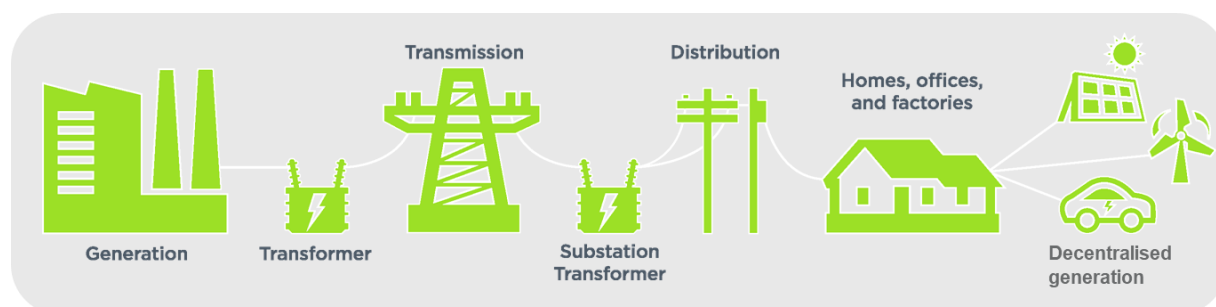 Transmission
Distribution
Homes, offices,
and factories
Generation
Transformer
Substation
Transformer
Decentralised
generation